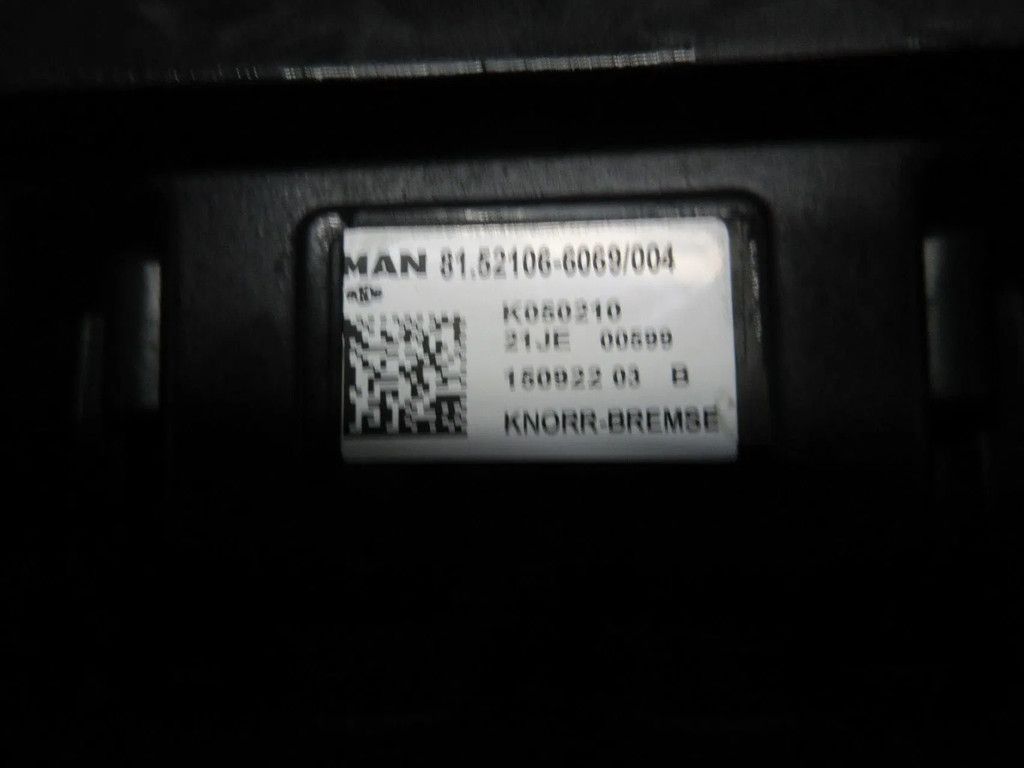 MAN 81.52106-6069/004
K050210
21JE 00599
150922 03 B
KNORR-BREMSE